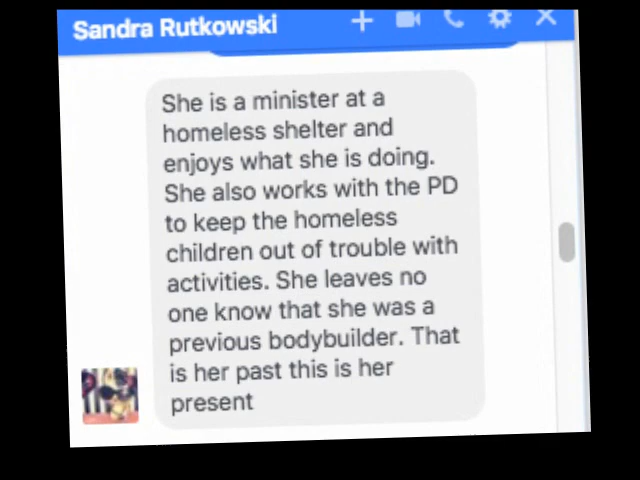 Sandra Rutkowski
She is a minister at a
homeless shelter and
enjoys what she is doing.
She also works with the PD
to keep the homeless
children out of trouble with
activities. She leaves no
one know that she was a
previous bodybuilder. That
is her past this is her
present